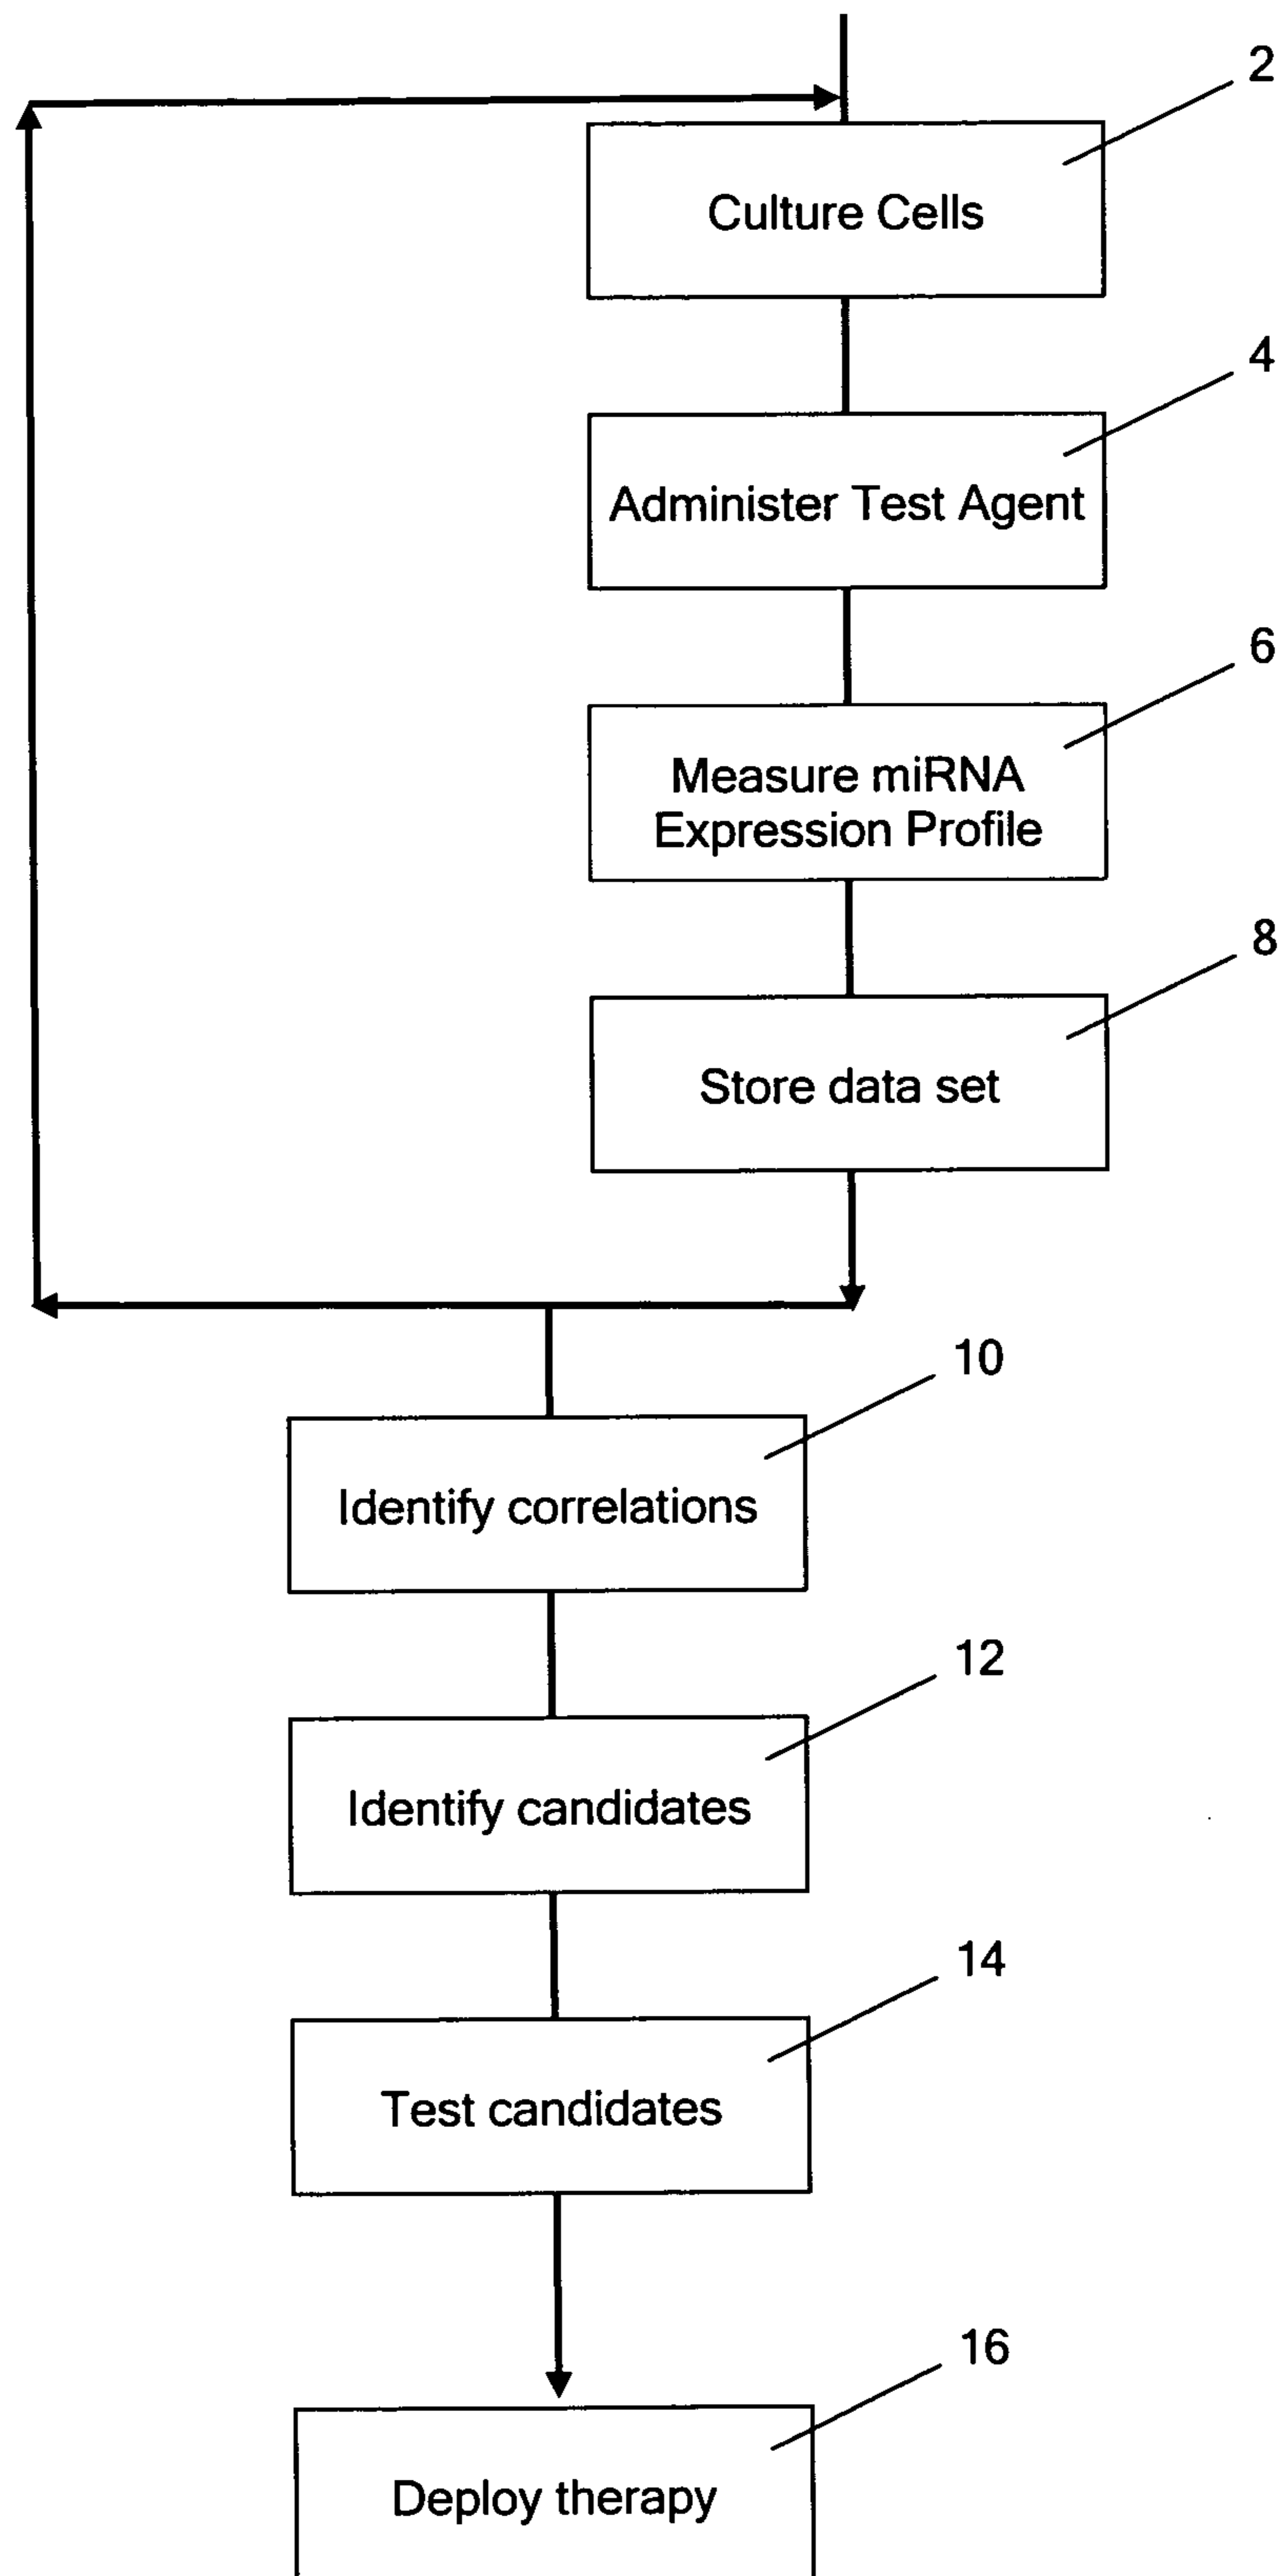 2
Culture Cells
4
Administer Test Agent
6
Measure miRNA
Expression Profile
8
Store data set
10
Identify correlations
12
Identify candidates
14
Test candidates
16
Deploy therapy